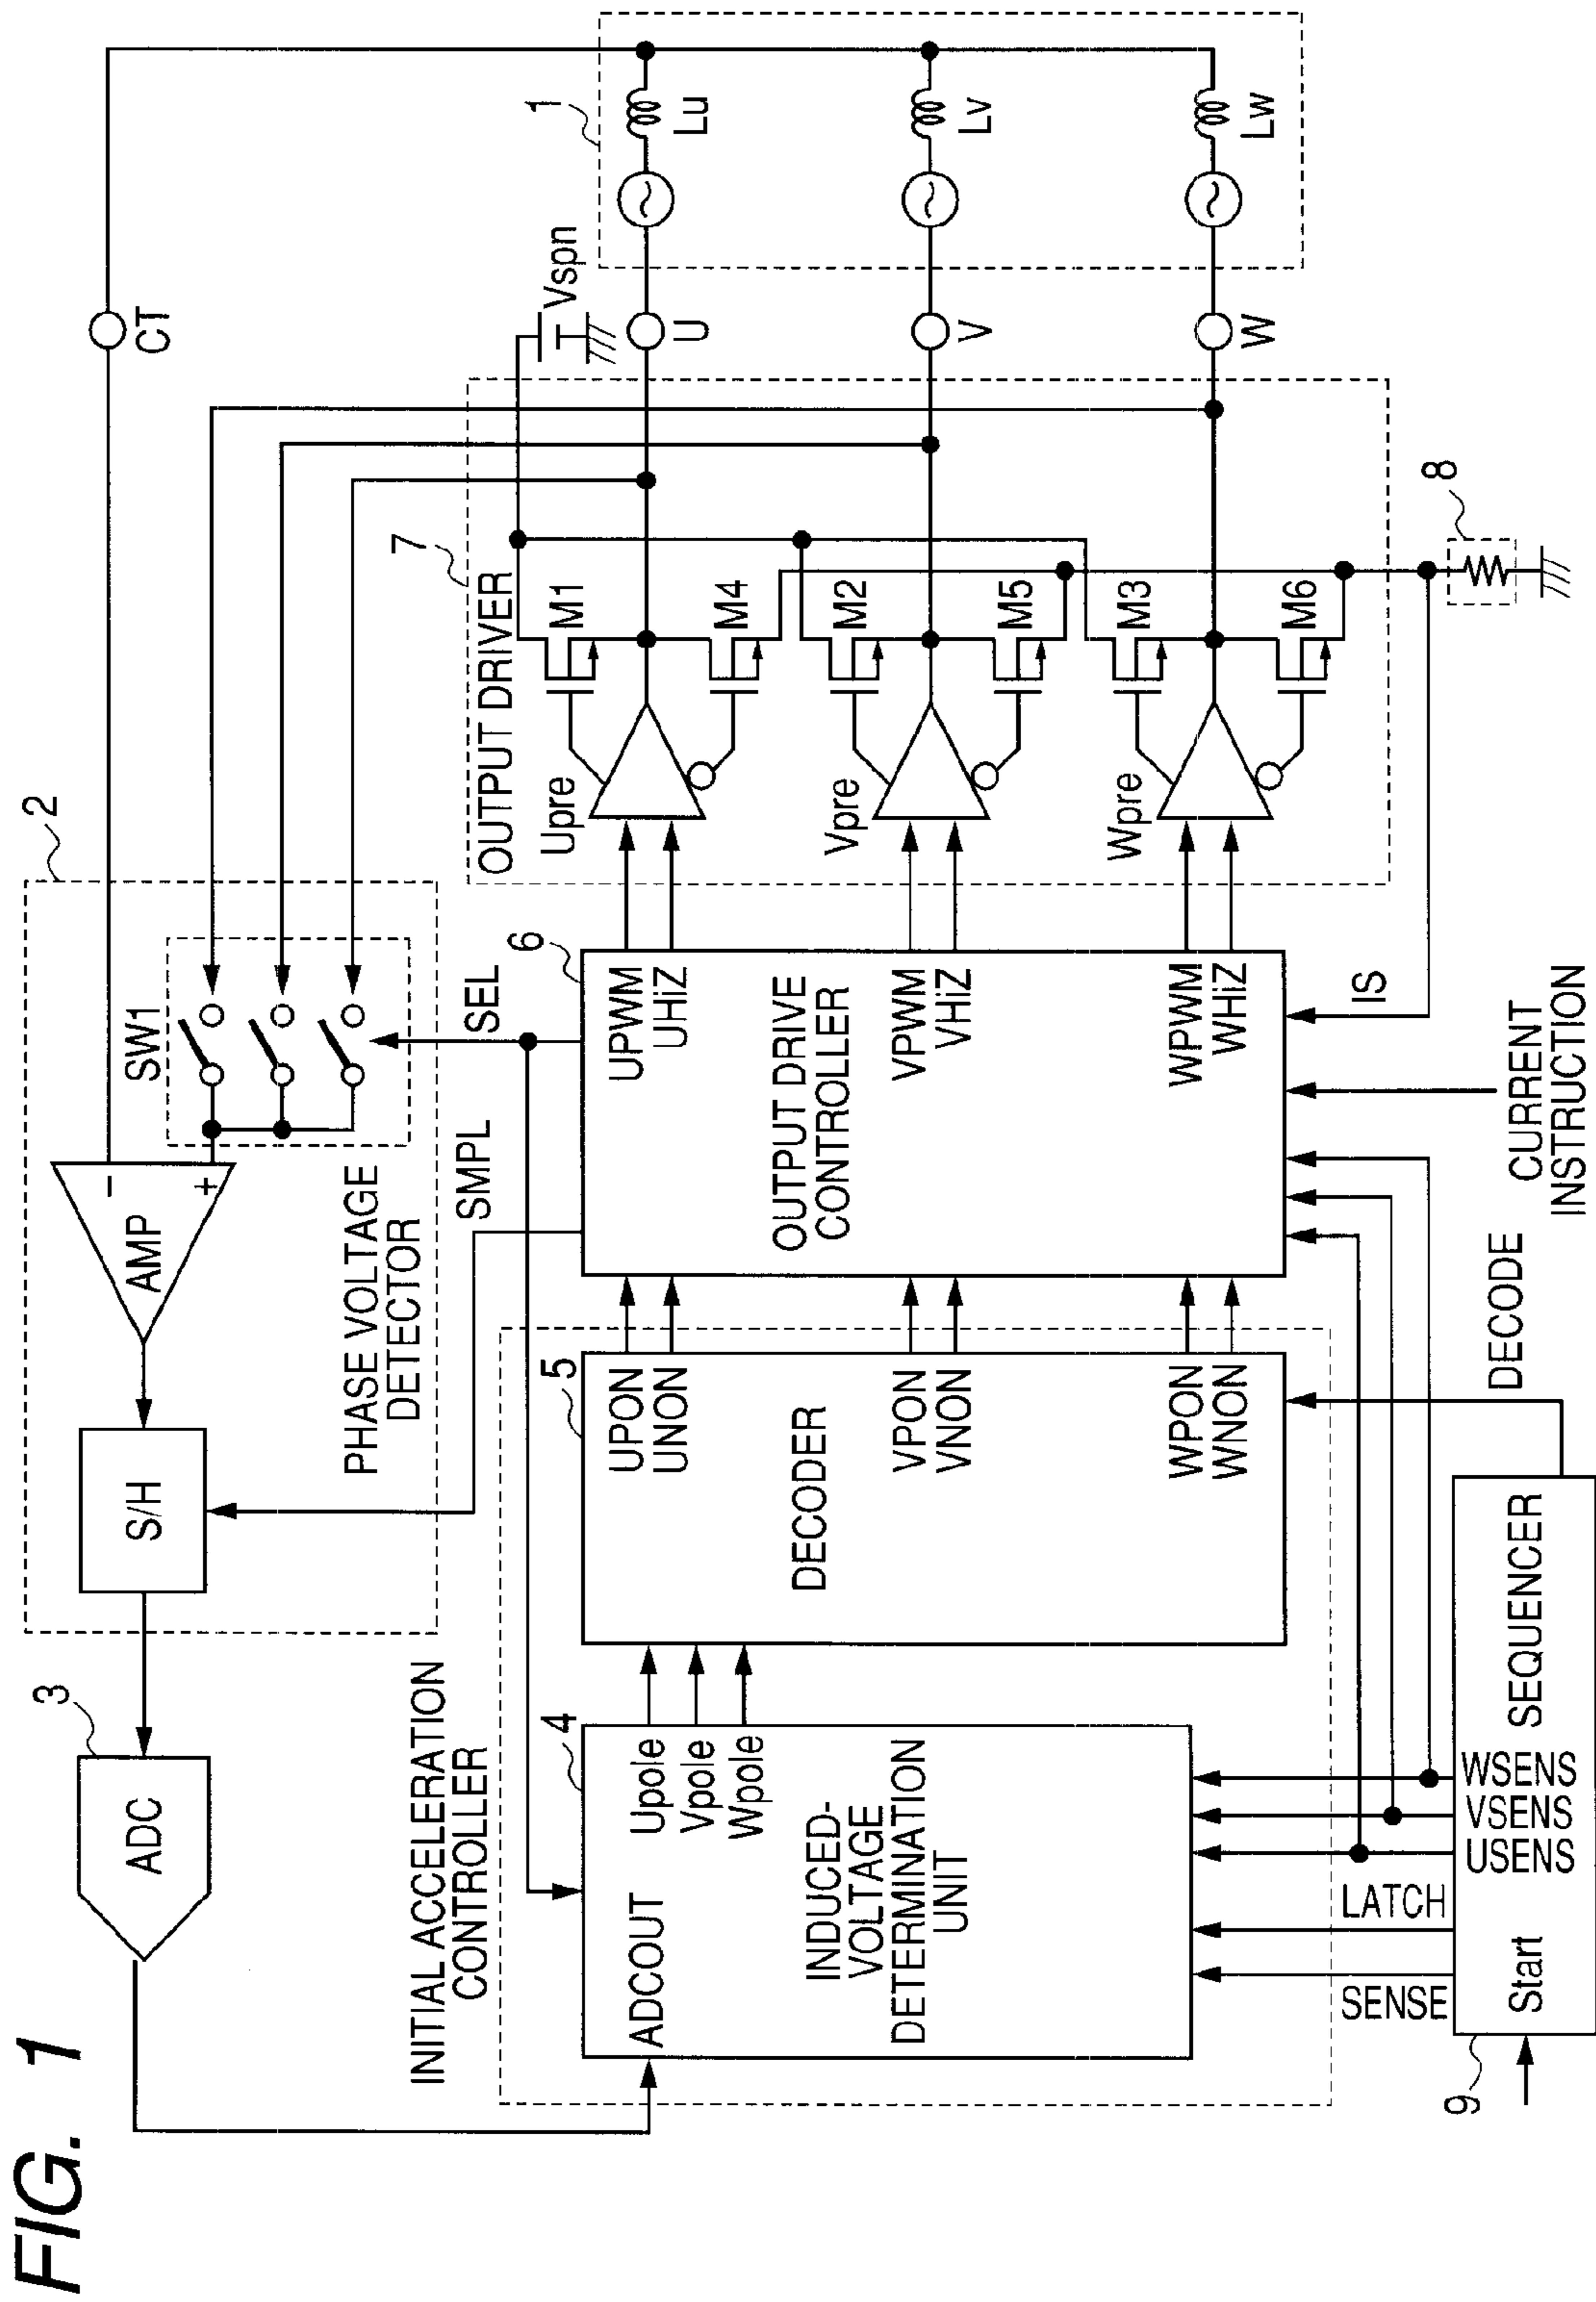 FIG. 1
3
ADC
S/H
AMP
-
+
SW1
2
PHASE VOLTAGE
DETECTOR
CT
SMPL
SEL
INITIAL ACCELERATION
CONTROLLER
4
ADCOUT
Upole
Vpole
Wpole
INDUCED-
VOLTAGE
DETERMINATION
UNIT
5
DECODER
UPON
UNON
VPON
VNON
WPON
WNON
6
OUTPUT DRIVE
CONTROLLER
UPWM
UHiZ
VPWM
VHiZ
WPWM
WHiZ
7
OUTPUT DRIVER
Upre
M1
M4
Vpre
M2
M5
Wpre
M3
M6
Vspn
U
V
W
1
Lu
Lv
Lw
8
IS
CURRENT
INSTRUCTION
DECODE
SENSE
LATCH
9
Start
USENS
VSENS
WSENS
SEQUENCER